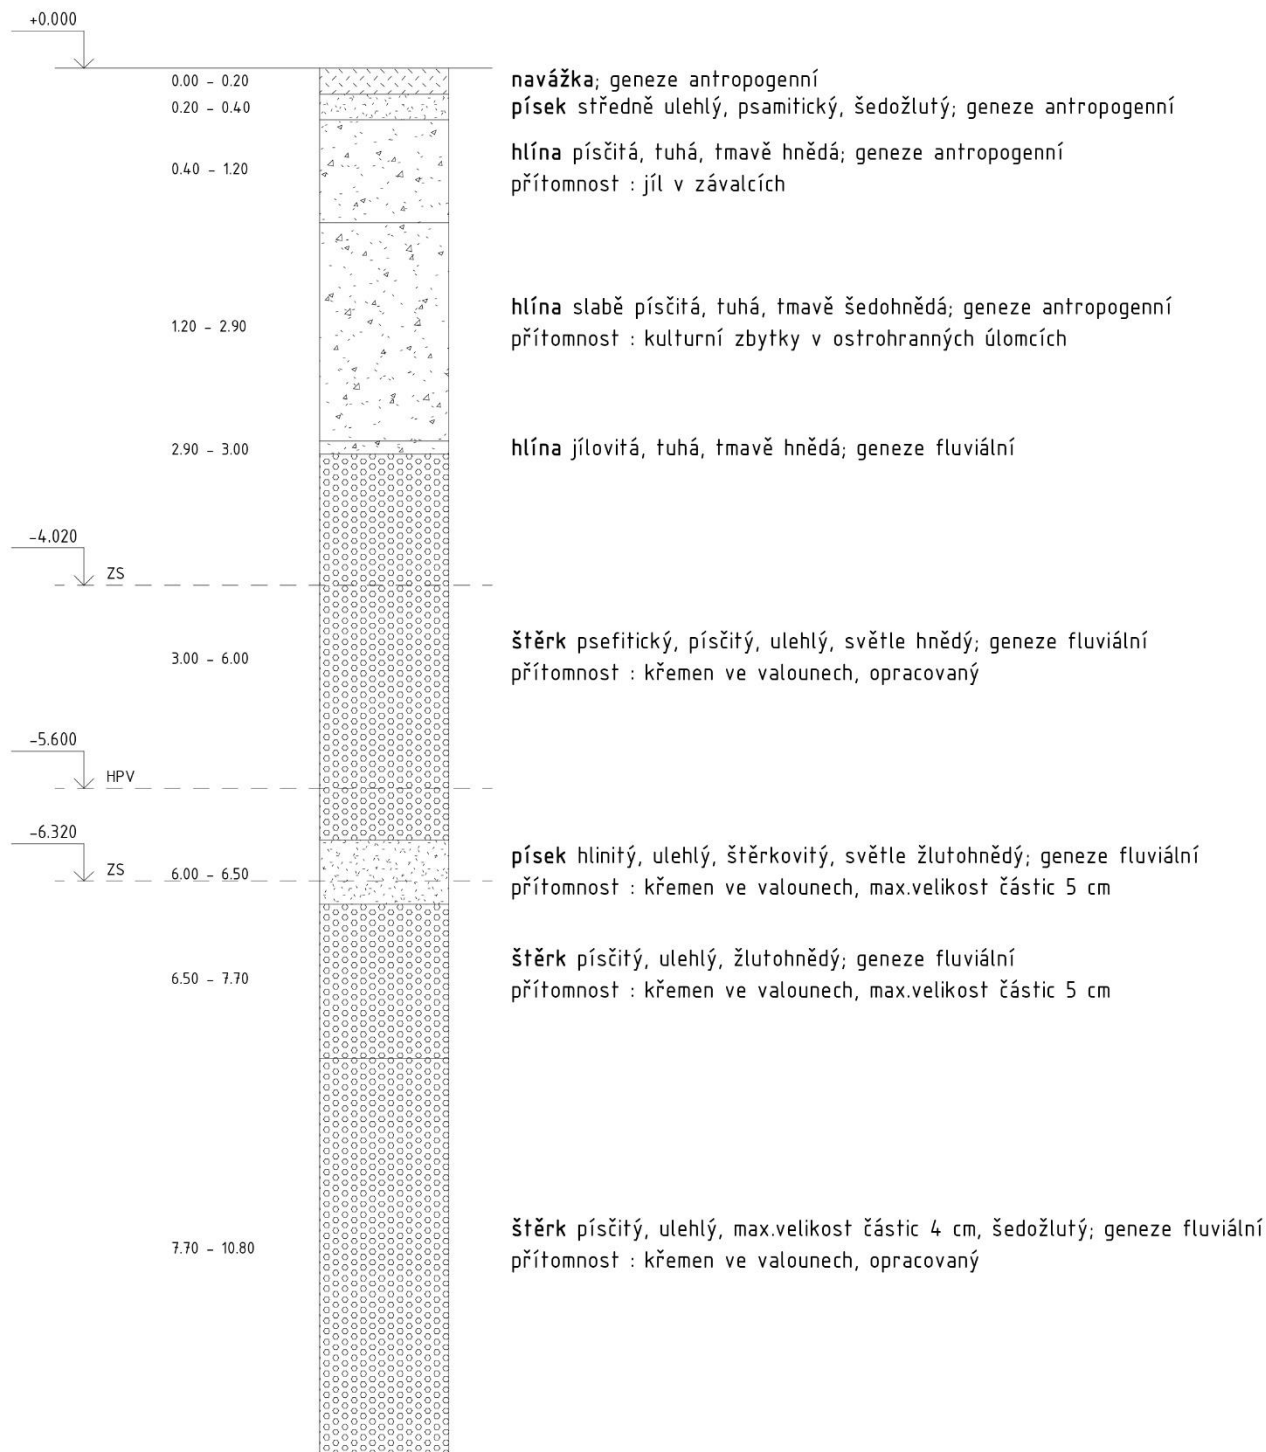 +0.000
0.00 - 0.20 navážka; geneze antropogenní
0.20 - 0.40 písek středně ulehlý, psamitický, šedožlutý; geneze antropogenní
hlína písčitá, tuhá, tmavě hnědá; geneze antropogenní
0.40 - 1.20
přítomnost : jíl v závalcích
hlína slabě písčitá, tuhá, tmavě šedohnědá; geneze antropogenní
1.20 - 2.90
přítomnost : kulturní zbytky v ostrohranných úlomcích
2.90 - 3.00 hlína jílovitá, tuhá, tmavě hnědá; geneze fluviální
-4.020
ZS
štěrk psefitický, písčitý, ulehlý, světle hnědý; geneze fluviální
3.00 - 6.00
přítomnost : křemen ve valounech, opracovaný
-5.600
HPV
-6.320
písek hlinitý, ulehlý, štěrkovitý, světle žlutohnědý; geneze fluviální
ZS 6.00 - 6.50
přítomnost : křemen ve valounech, max.velikost částic 5 cm
štěrk písčitý, ulehlý, žlutohnědý; geneze fluviální
6.50 - 7.70
přítomnost : křemen ve valounech, max.velikost částic 5 cm
štěrk písčitý, ulehlý, max.velikost částic 4 cm, šedožlutý; geneze fluviální
7.70 - 10.80
přítomnost : křemen ve valounech, opracovaný